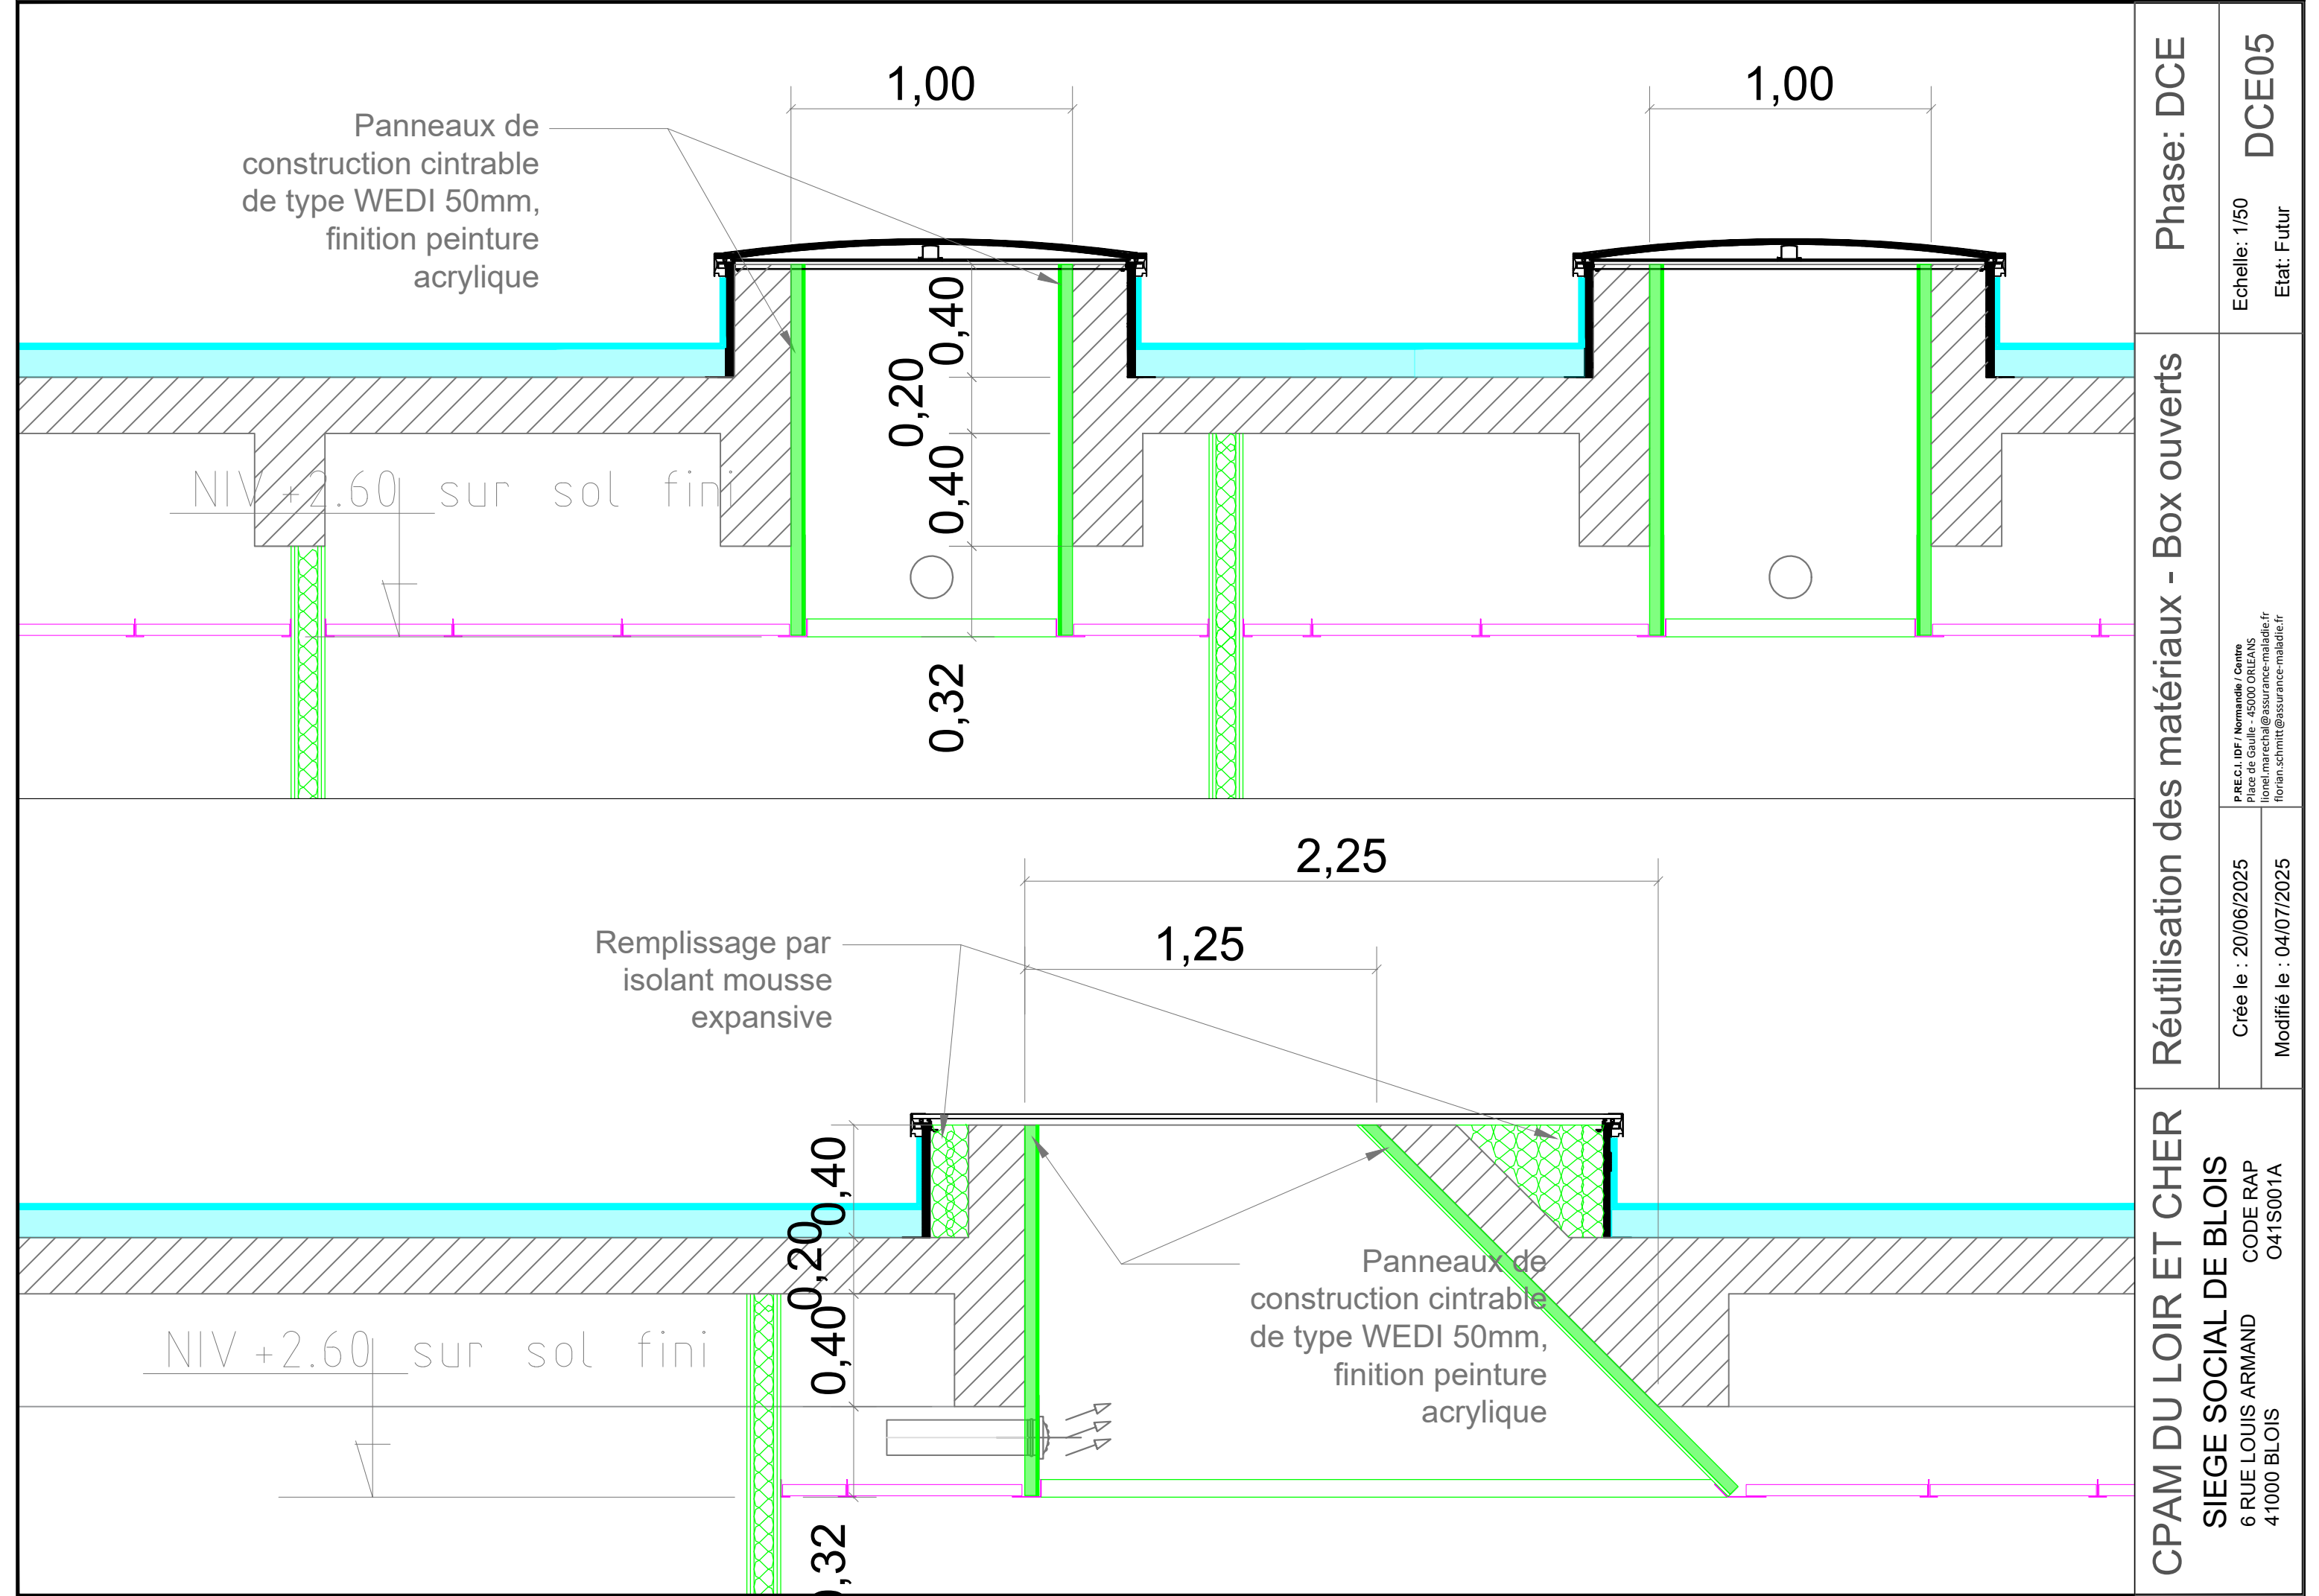 1,00
1,00
Panneaux de
construction cintrable
de type WEDI 50mm,
finition peinture
acrylique
0,40
0,20
0,40
0,32
NIV +2.60 sur sol fini
2,25
1,25
Remplissage par
isolant mousse
expansive
0,40
0,20
0,40
0,32
Panneaux de
construction cintrable
de type WEDI 50mm,
finition peinture
acrylique
NIV +2.60 sur sol fini
CPAM DU LOIR ET CHER
SIEGE SOCIAL DE BLOIS
6 RUE LOUIS ARMAND
41000 BLOIS
CODE RAP
O41S001A
Réutilisation des matériaux - Box ouverts
Crée le : 20/06/2025
Modifié le : 04/07/2025
P.RE.C.I. IDF / Normandie / Centre
Place de Gaulle - 45000 ORLEANS
lionel.marechal@assurance-maladie.fr
florian.schmitt@assurance-maladie.fr
Phase: DCE
Echelle: 1/50
Etat: Futur
DCE05